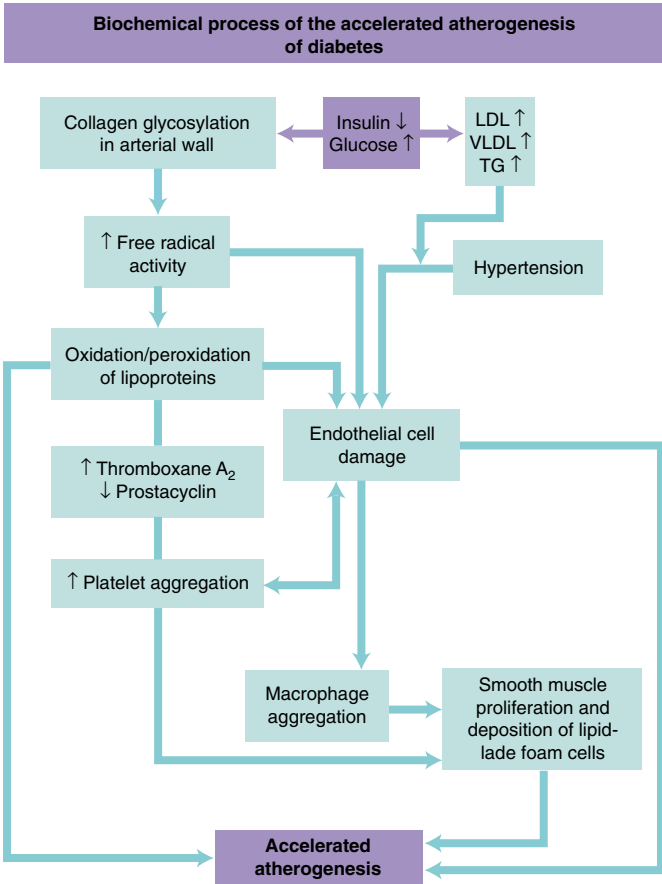 Biochemical process of the accelerated atherogenesis
of diabetes
Collagen glycosylation
in arterial wall
Insulin ↓
Glucose ↑
LDL ↑
VLDL ↑
TG ↑
↑ Free radical
activity
Hypertension
Oxidation/peroxidation
of lipoproteins
Endothelial cell
damage
↑ Thromboxane A₂
↓ Prostacyclin
↑ Platelet aggregation
Macrophage
aggregation
Smooth muscle
proliferation and
deposition of lipid-
lade foam cells
Accelerated
atherogenesis